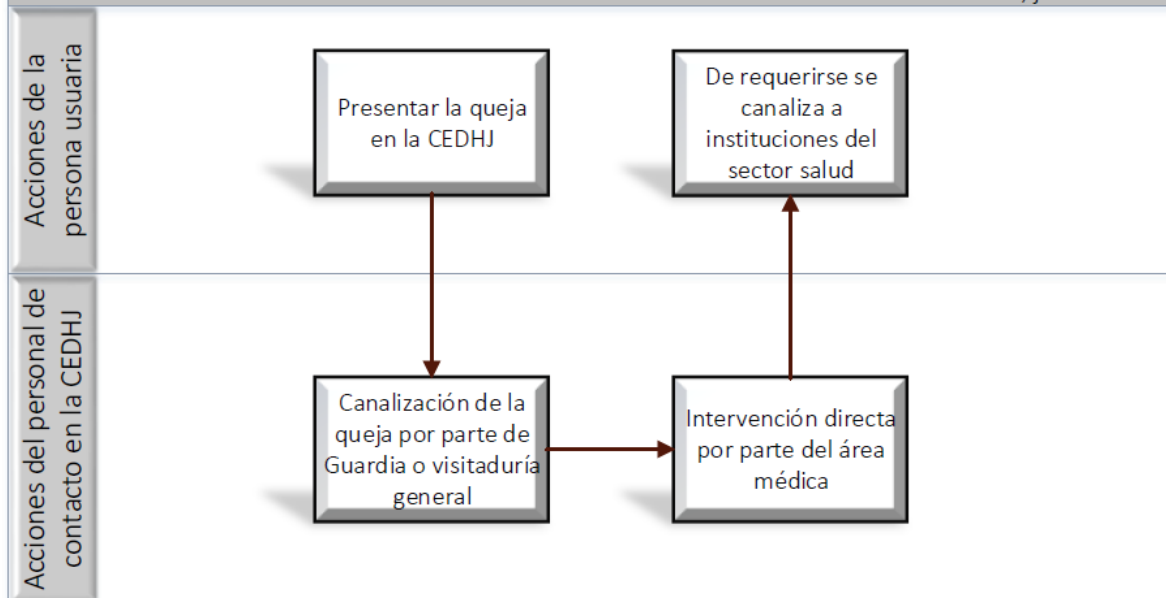 Acciones de la
persona usuaria
Presentar la queja
en la CEDHJ
De requerirse se
canaliza a
instituciones del
sector salud
Acciones del personal de
contacto en la CEDHJ
Canalización de la
queja por parte de
Guardia o visitaduría
general
Intervención directa
por parte del área
médica